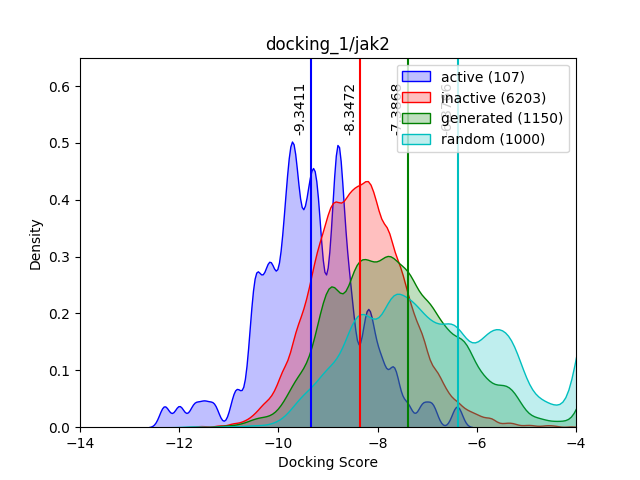 docking_1/jak2
active (107)
inactive (6203)
generated (1150)
random (1000)
-9.3411
-8.3472
-7.3868
Density
0.6
0.5
0.4
0.3
0.2
0.1
0.0
−14
−12
−10
−8
−6
−4
Docking Score